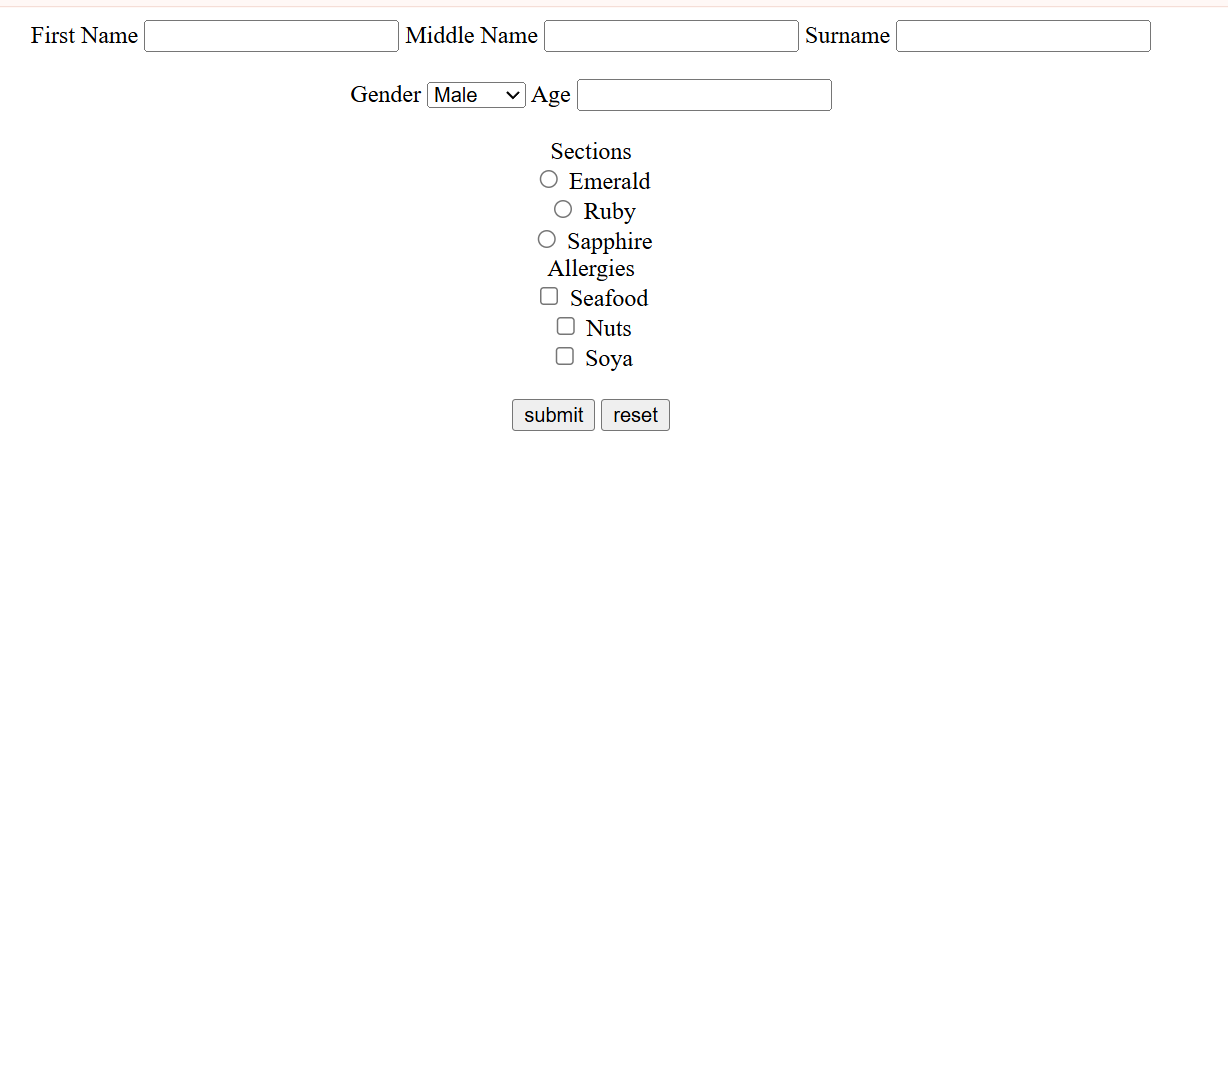 First Name Middle Name Surname
Gender Male Age
Sections
Emerald
Ruby
Sapphire
Allergies
Seafood
Nuts
Soya
submit reset